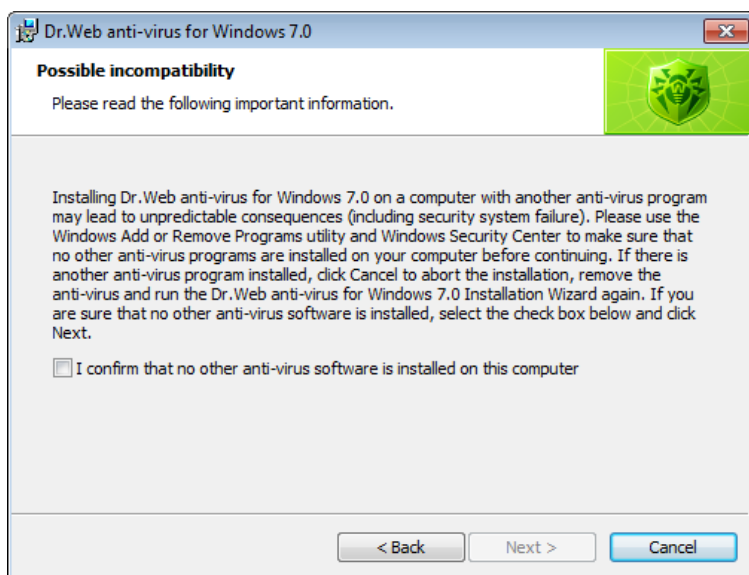 Dr.Web anti-virus for Windows 7.0
Possible incompatibility
Please read the following important information.
Installing Dr.Web anti-virus for Windows 7.0 on a computer with another anti-virus program
may lead to unpredictable consequences (including security system failure). Please use the
Windows Add or Remove Programs utility and Windows Security Center to make sure that
no other anti-virus programs are installed on your computer before continuing. If there is
another anti-virus program installed, click Cancel to abort the installation, remove the
anti-virus and run the Dr.Web anti-virus for Windows 7.0 Installation Wizard again. If you
are sure that no other anti-virus software is installed, select the check box below and click
Next.
I confirm that no other anti-virus software is installed on this computer
< Back
Next >
Cancel